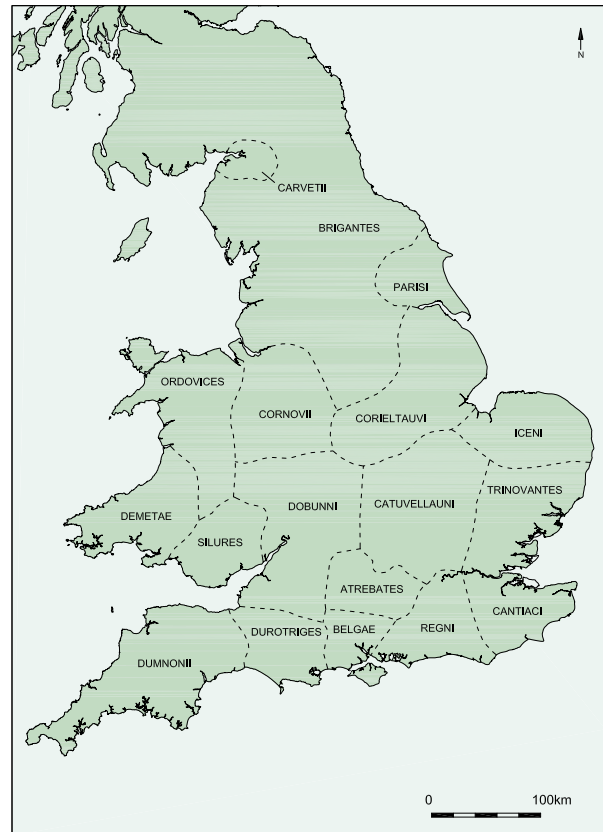 N
CARVETII
BRIGANTES
PARISI
ORDOVICES
CORNOVII
CORIELTAUVI
ICENI
TRINOVANTES
DOBUNNI
CATUVELLAUNI
DEMETAE
SILURES
ATREBATES
CANTIACI
DUROTRIGES
BELGAE
REGNI
DUMNONII
0 100km